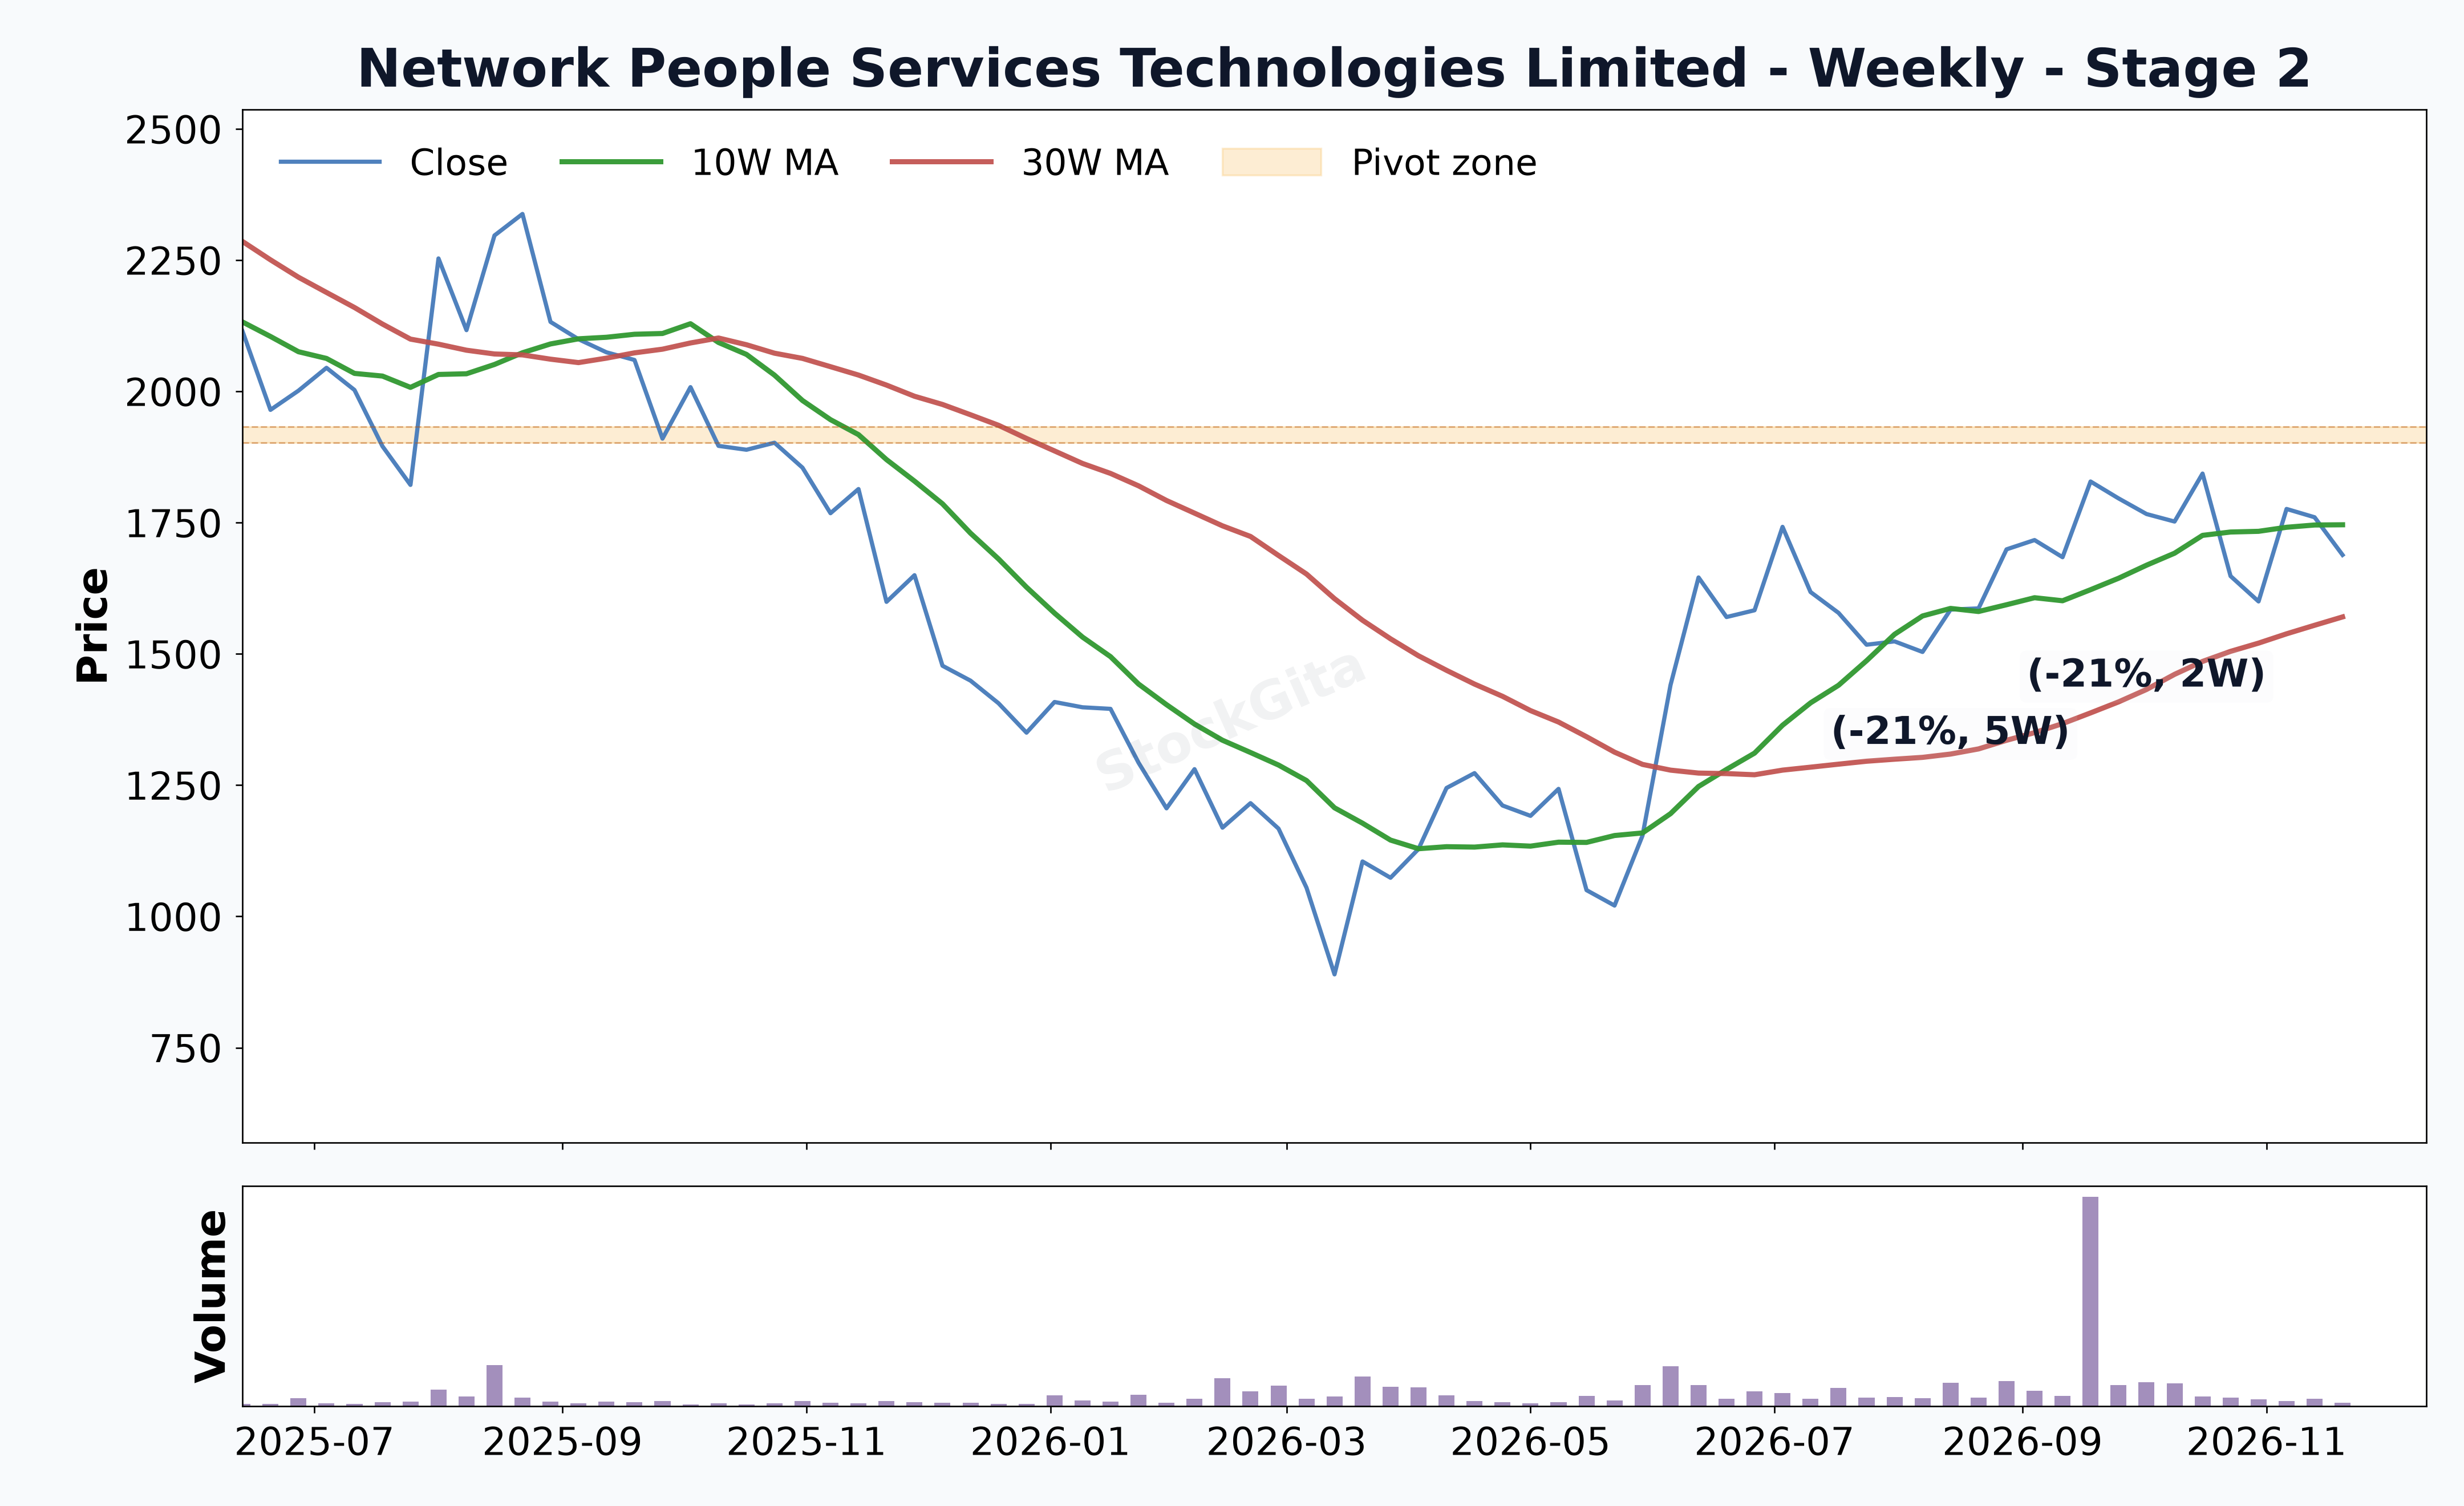 Network People Services Technologies Limited - Weekly - Stage 2
Close
10W MA
30W MA
Pivot zone
Price
2500
2250
2000
1750
1500
1250
1000
750
(-21%, 2W)
(-21%, 5W)
StockGita
Volume
2025-07
2025-09
2025-11
2026-01
2026-03
2026-05
2026-07
2026-09
2026-11